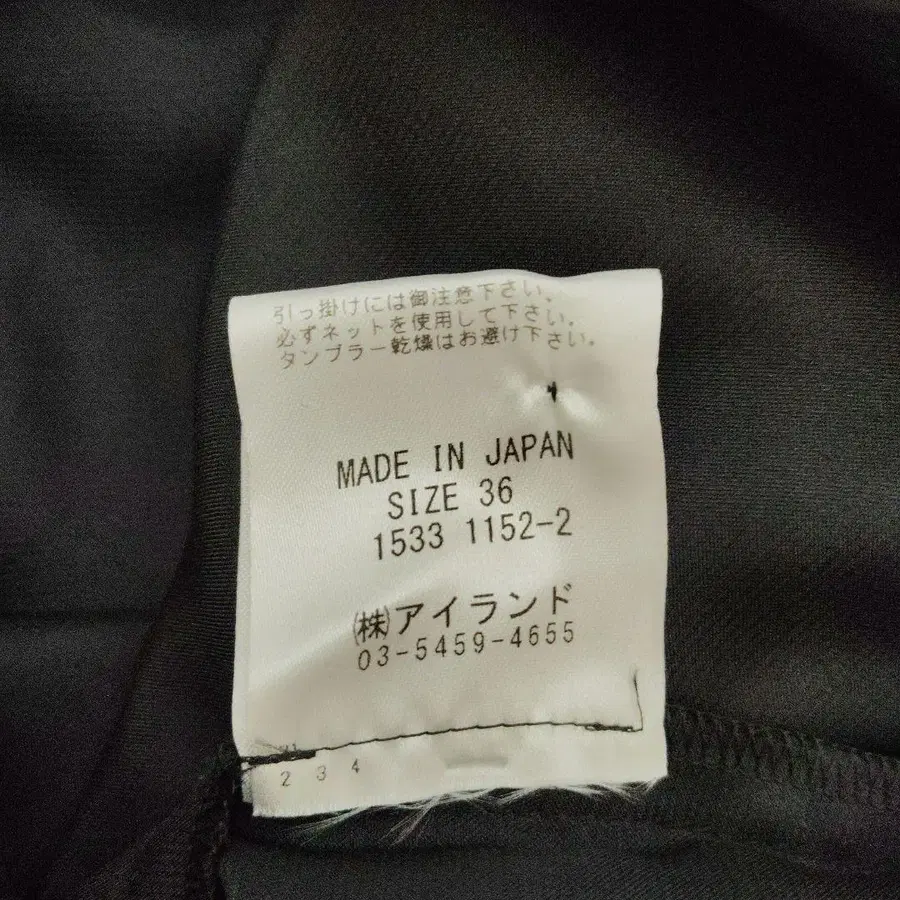 引っ掛けには御注意下さい。
必ずネットを使用して下さい。
タンブラー乾燥はお避け下さい。
MADE IN JAPAN
SIZE 36
1533 1152-2
㈱アイランド
03-5459-4655
2 3 4